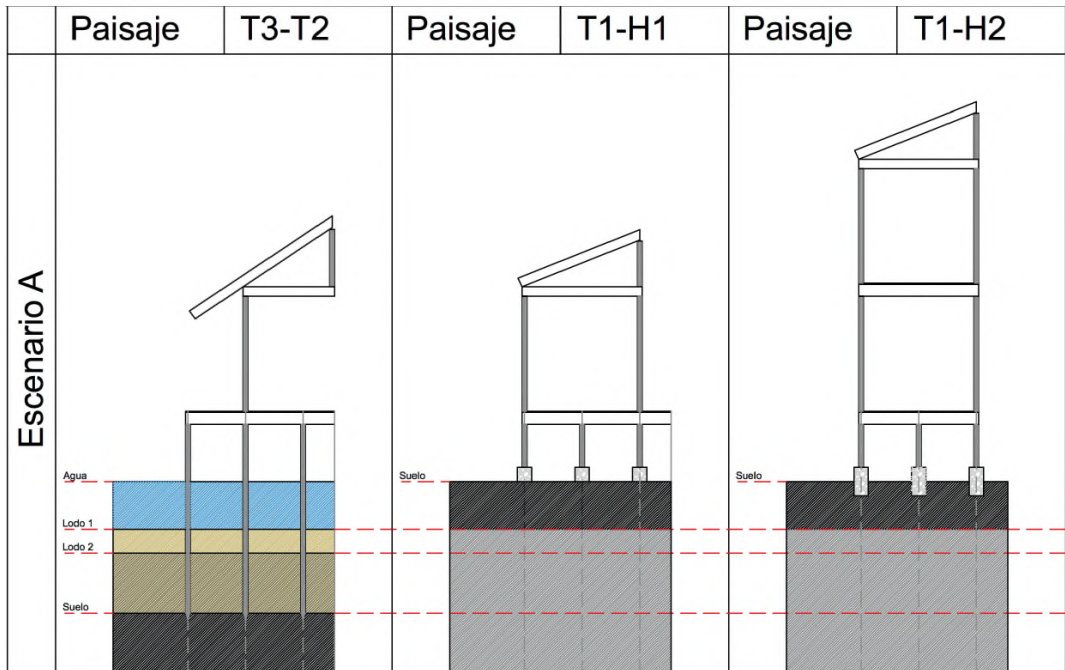 Paisaje T3-T2 Paisaje T1-H1 Paisaje T1-H2
Escenario A
Agua Suelo Suelo
Lodo 1
Lodo 2
Suelo